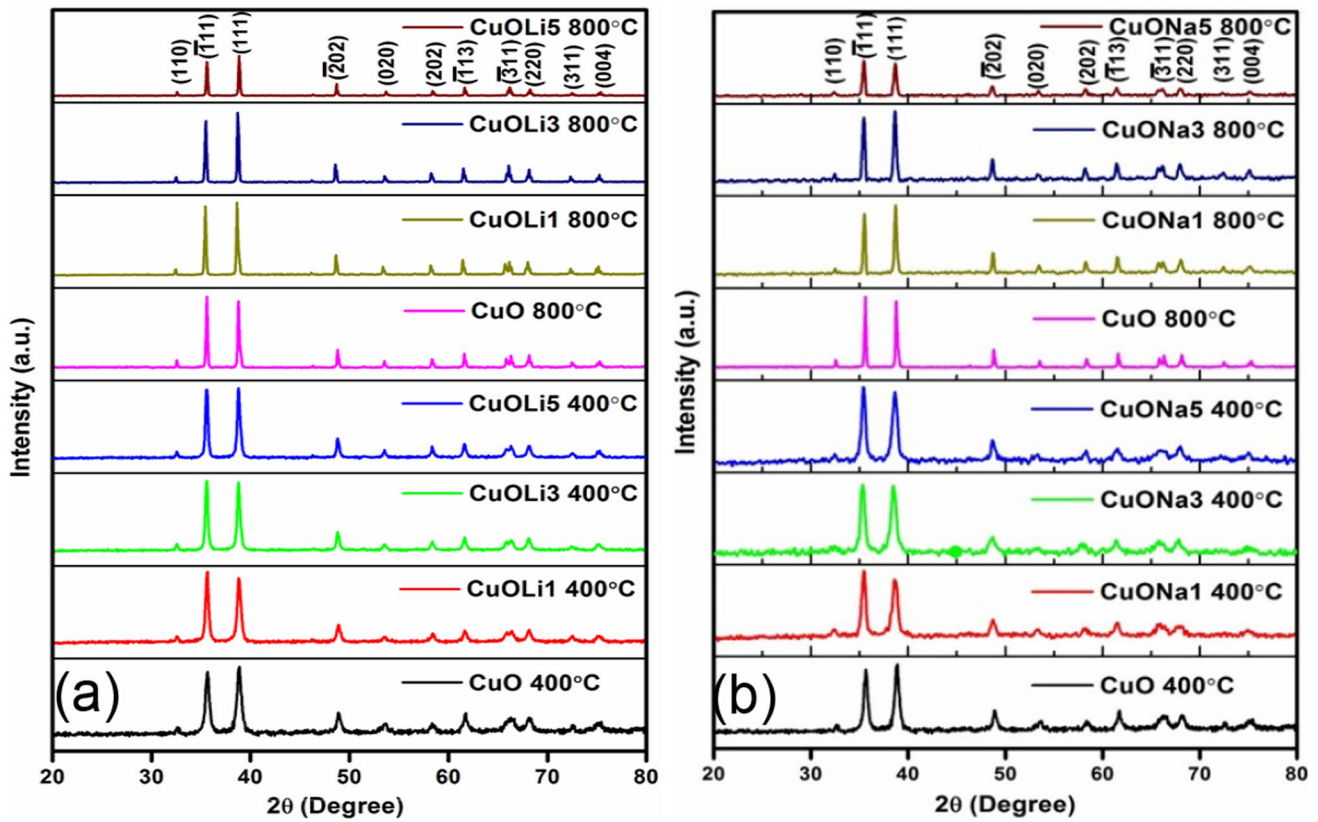 CuOLi5 800°C
(110)
(1̅11)
(111)
(2̅02)
(020)
(202)
(1̅13)
(3̅11)
(220)
(311)
(004)
CuOLi3 800°C
CuOLi1 800°C
CuO 800°C
CuOLi5 400°C
CuOLi3 400°C
CuOLi1 400°C
CuO 400°C
(a)
Intensity (a.u.)
20 30 40 50 60 70 80
2θ (Degree)
CuONa5 800°C
(110)
(1̅11)
(111)
(2̅02)
(020)
(202)
(1̅13)
(3̅11)
(220)
(311)
(004)
CuONa3 800°C
CuONa1 800°C
CuO 800°C
CuONa5 400°C
CuONa3 400°C
CuONa1 400°C
CuO 400°C
(b)
Intensity (a.u.)
20 30 40 50 60 70 80
2θ (Degree)